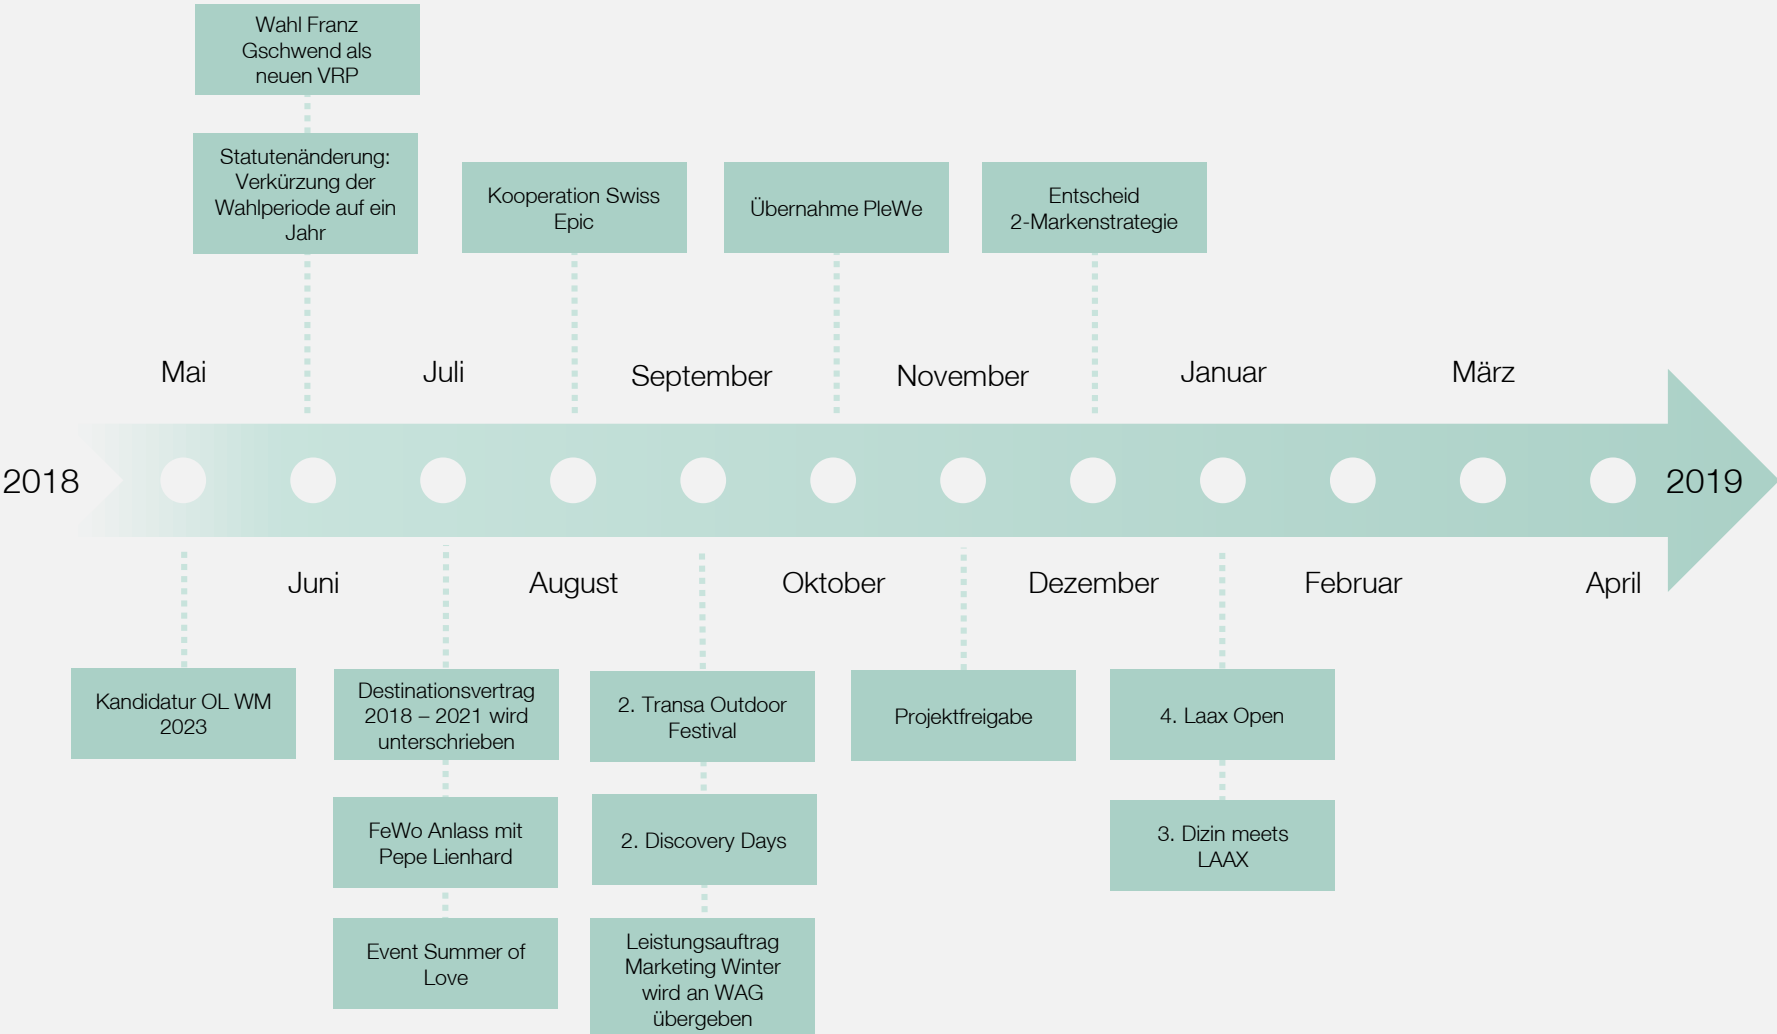 Wahl Franz
Gschwend als
neuen VRP
Statutenänderung:
Verkürzung der
Wahlperiode auf ein
Jahr
Kooperation Swiss
Epic
Übernahme PleWe
Entscheid
2-Markenstrategie
Mai
Juli
September
November
Januar
März
2018
2019
Juni
August
Oktober
Dezember
Februar
April
Kandidatur OL WM
2023
Destinationsvertrag
2018 – 2021 wird
unterschrieben
FeWo Anlass mit
Pepe Lienhard
Event Summer of
Love
2. Transa Outdoor
Festival
2. Discovery Days
Leistungsauftrag
Marketing Winter
wird an WAG
übergeben
Projektfreigabe
4. Laax Open
3. Dizin meets
LAAX